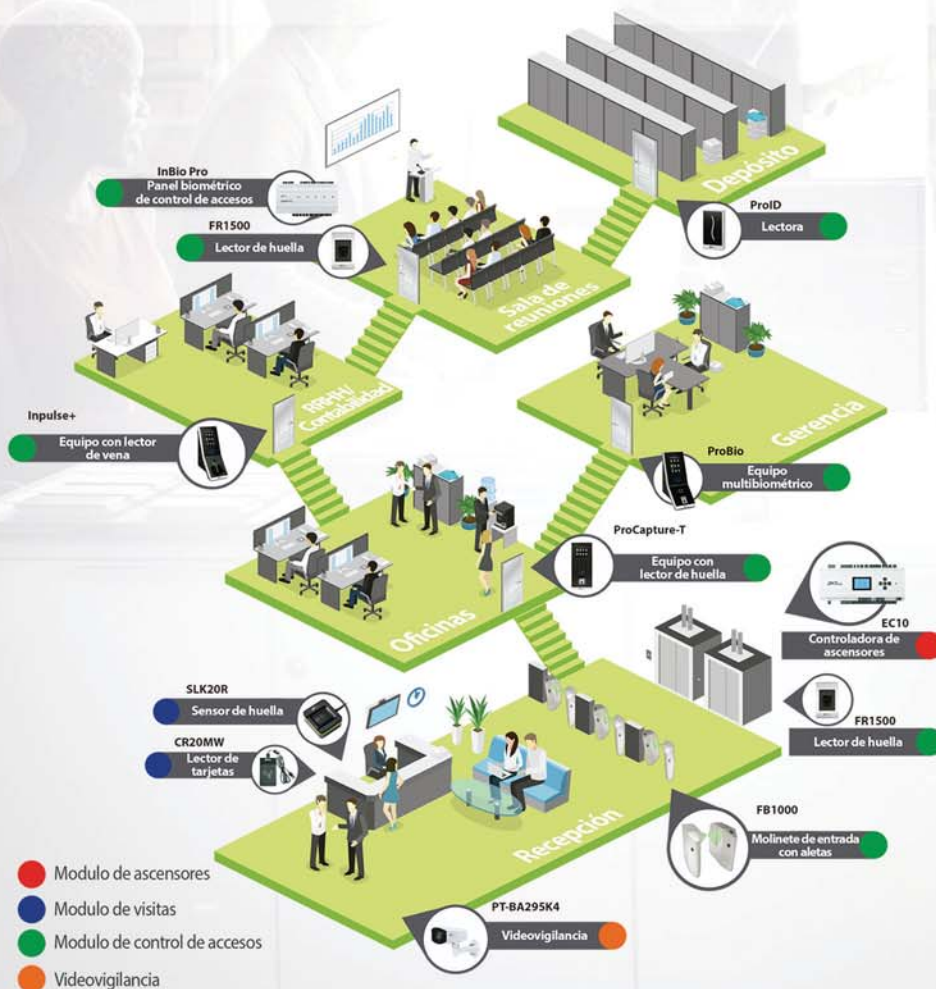 Depósito
InBio Pro
Panel biométrico
de control de accesos
FR1500
Lector de huella
ProID
Lectora
Sala de
reuniones
RRHH/
Contabilidad
Gerencia
Inpulse+
Equipo con lector
de vena
ProBio
Equipo
multibiométrico
ProCapture-T
Equipo con
lector de huella
Oficinas
EC10
Controladora de
ascensores
SLK20R
Sensor de huella
FR1500
Lector de huella
CR20MW
Lector de
tarjetas
Recepción
FB1000
Molinete de entrada
con aletas
PT-BA295K4
Videovigilancia
Modulo de ascensores
Modulo de visitas
Modulo de control de accesos
Videovigilancia